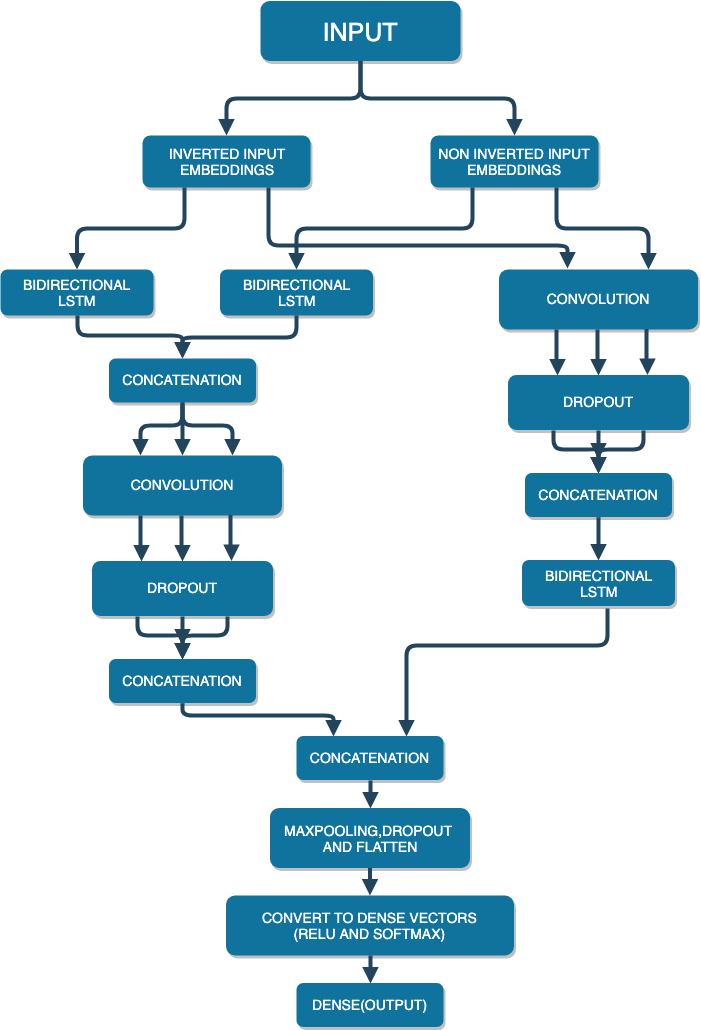 INPUT
INVERTED INPUT
EMBEDDINGS
NON INVERTED INPUT
EMBEDDINGS
BIDIRECTIONAL
LSTM
BIDIRECTIONAL
LSTM
CONVOLUTION
CONCATENATION
DROPOUT
CONVOLUTION
CONCATENATION
BIDIRECTIONAL
LSTM
DROPOUT
CONCATENATION
CONCATENATION
MAXPOOLING,DROPOUT
AND FLATTEN
CONVERT TO DENSE VECTORS
(RELU AND SOFTMAX)
DENSE(OUTPUT)